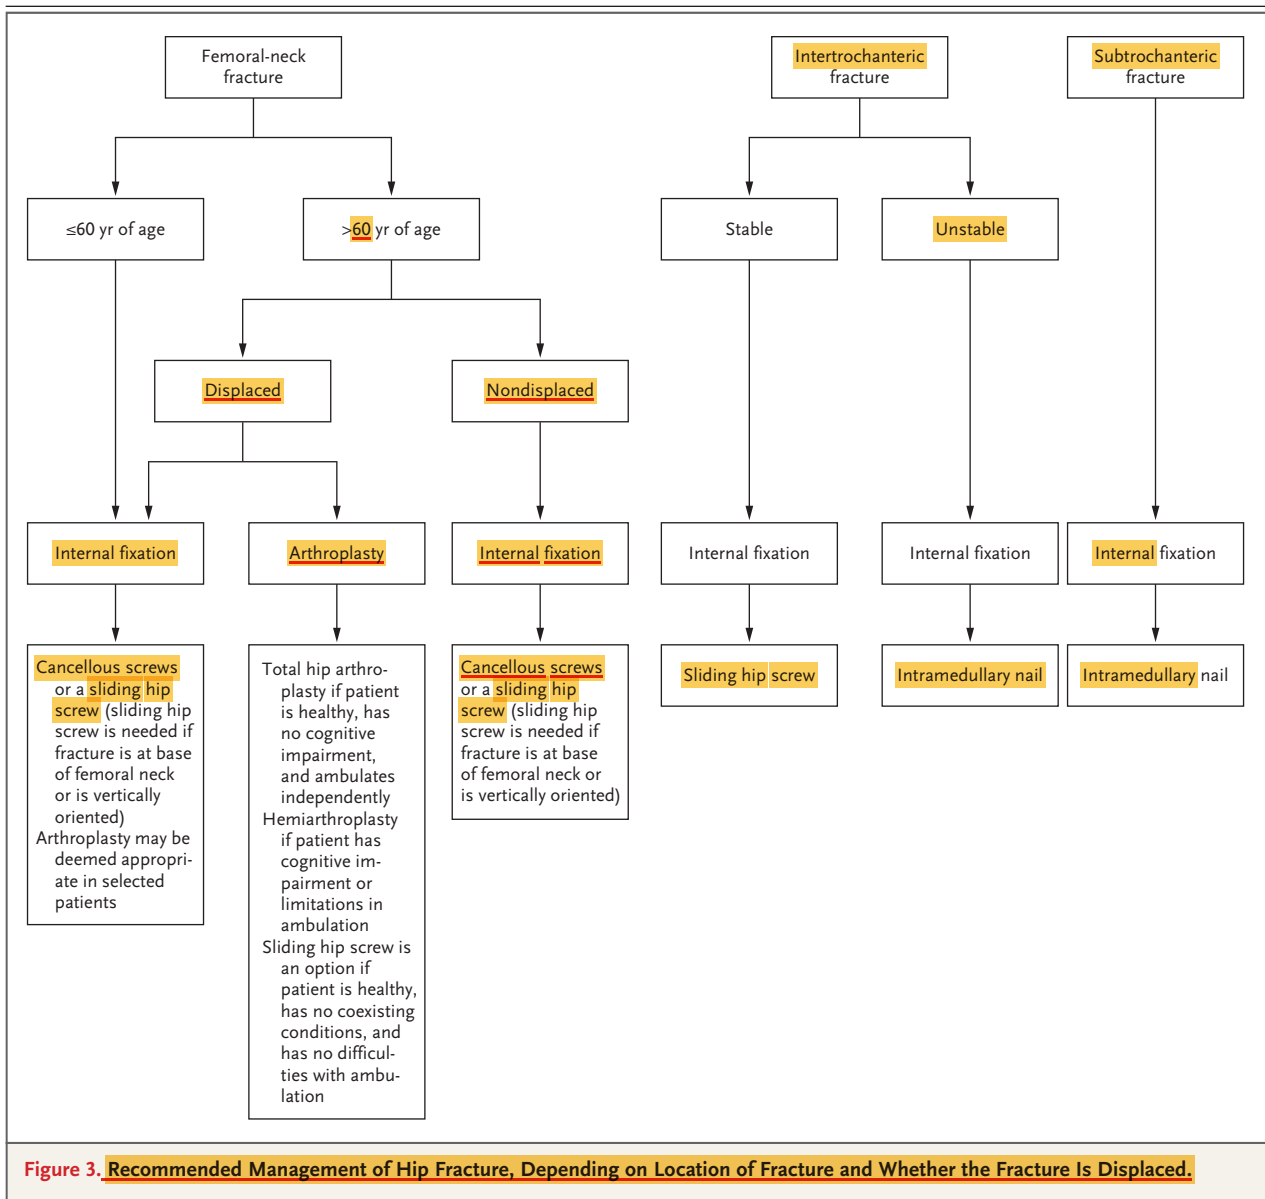 Femoral-neck
fracture
Intertrochanteric
fracture
Subtrochanteric
fracture
≤60 yr of age
>60 yr of age
Stable
Unstable
Displaced
Nondisplaced
Internal fixation
Arthroplasty
Internal fixation
Internal fixation
Internal fixation
Internal fixation
Cancellous screws
or a sliding hip
screw (sliding hip
screw is needed if
fracture is at base
of femoral neck
or is vertically
oriented)
Arthroplasty may be
deemed appropri-
ate in selected
patients
Total hip arthro-
plasty if patient
is healthy, has
no cognitive
impairment,
and ambulates
independently
Hemiarthroplasty
if patient has
cognitive im-
pairment or
limitations in
ambulation
Sliding hip screw is
an option if
patient is healthy,
has no coexisting
conditions, and
has no difficul-
ties with ambu-
lation
Cancellous screws
or a sliding hip
screw (sliding hip
screw is needed if
fracture is at base
of femoral neck or
is vertically oriented)
Sliding hip screw
Intramedullary nail
Intramedullary nail
Figure 3. Recommended Management of Hip Fracture, Depending on Location of Fracture and Whether the Fracture Is Displaced.